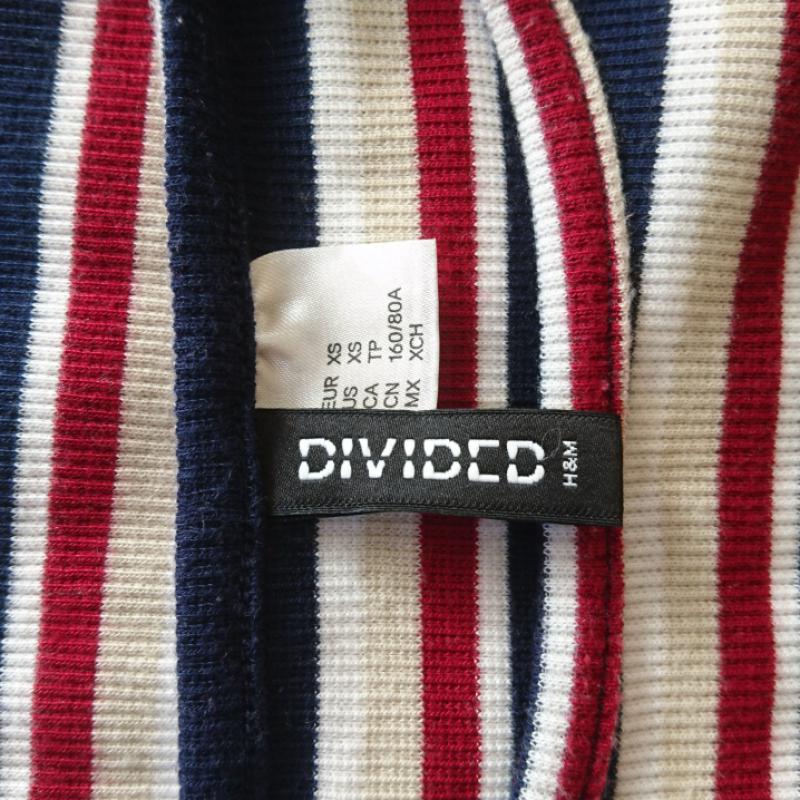 EUR XS
US XS
CA TP
CN 160/80A
MX XCH
DIVIDED
H&M